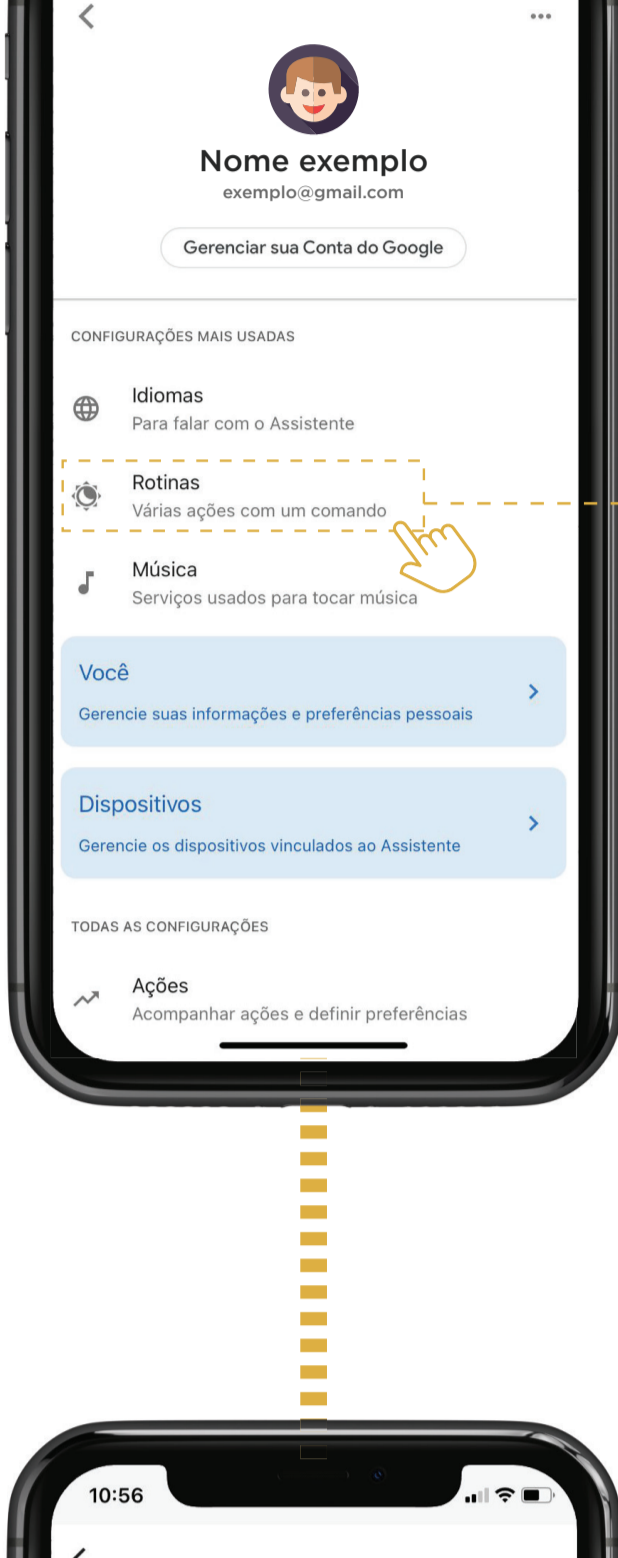 Nome exemplo
exemplo@gmail.com
Gerenciar sua Conta do Google
CONFIGURAÇÕES MAIS USADAS
Idiomas
Para falar com o Assistente
Rotinas
Várias ações com um comando
Música
Serviços usados para tocar música
Você
Gerencie suas informações e preferências pessoais
Dispositivos
Gerencie os dispositivos vinculados ao Assistente
TODAS AS CONFIGURAÇÕES
Ações
Acompanhar ações e definir preferências
10:56